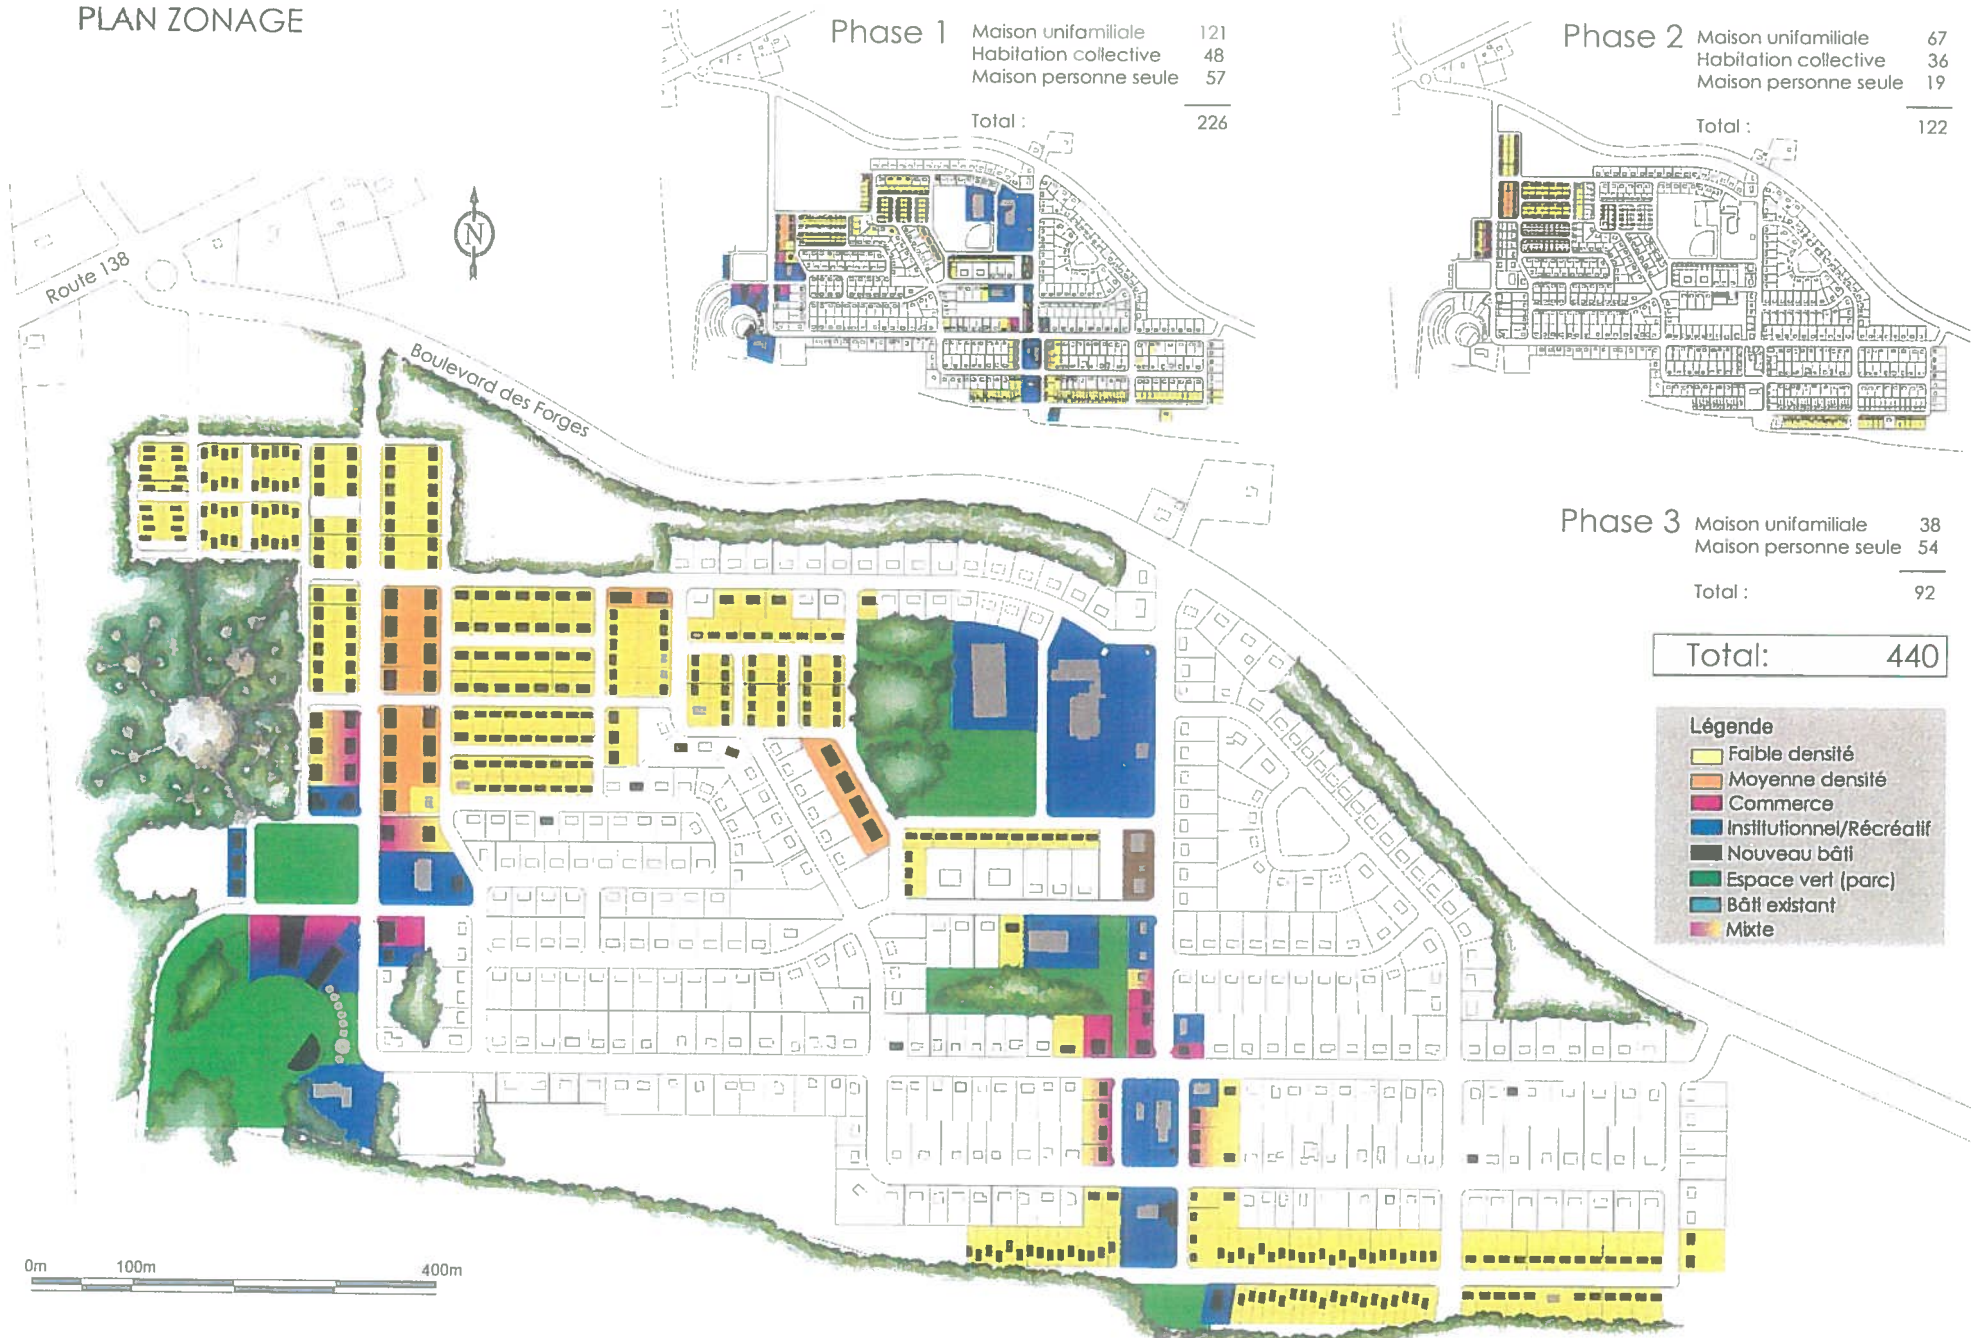 PLAN ZONAGE
Phase 1
Maison unifamiliale 121
Habitation collective 48
Maison personne seule 57
Total : 226
Phase 2
Maison unifamiliale 67
Habitation collective 36
Maison personne seule 19
Total : 122
N
Route 138
Boulevard des Forges
Phase 3
Maison unifamiliale 38
Maison personne seule 54
Total : 92
Total: 440
Légende
Faible densité
Moyenne densité
Commerce
Institutionnel/Récréatif
Nouveau bâti
Espace vert (parc)
Bâti existant
Mixte
0m 100m 400m